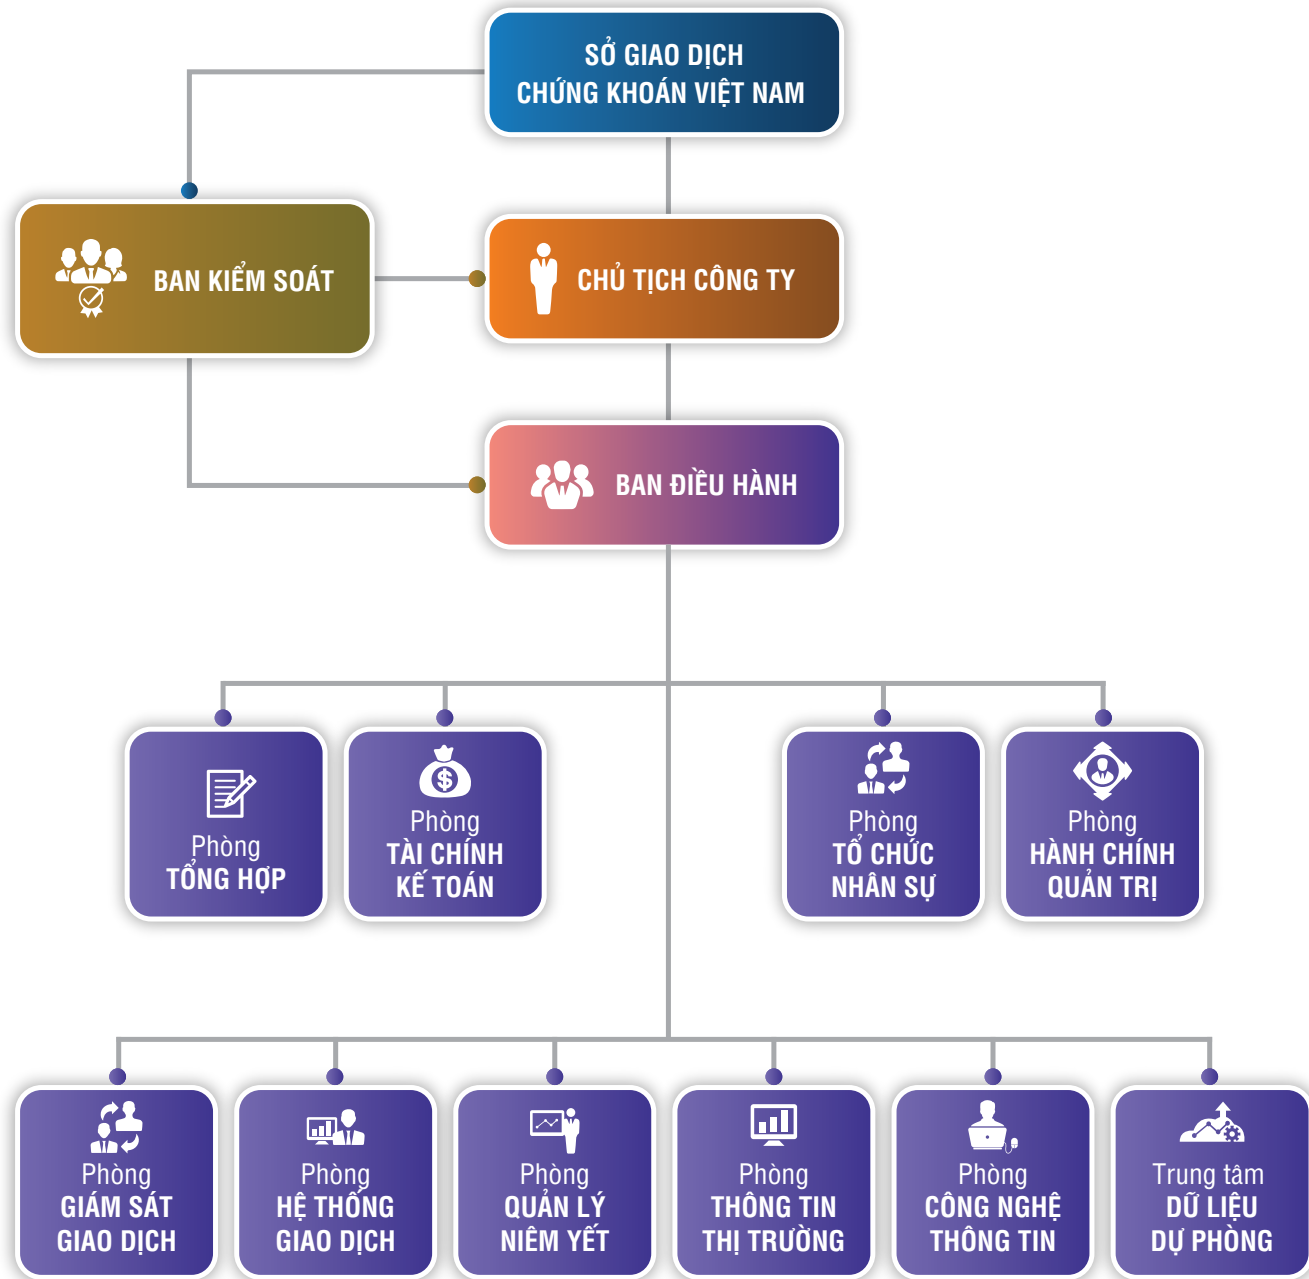 SỞ GIAO DỊCH
CHỨNG KHOÁN VIỆT NAM
BAN KIỂM SOÁT
CHỦ TỊCH CÔNG TY
BAN ĐIỀU HÀNH
Phòng
TỔNG HỢP
Phòng
TÀI CHÍNH
KẾ TOÁN
Phòng
TỔ CHỨC
NHÂN SỰ
Phòng
HÀNH CHÍNH
QUẢN TRỊ
Phòng
GIÁM SÁT
GIAO DỊCH
Phòng
HỆ THỐNG
GIAO DỊCH
Phòng
QUẢN LÝ
NIÊM YẾT
Phòng
THÔNG TIN
THỊ TRƯỜNG
Phòng
CÔNG NGHỆ
THÔNG TIN
Trung tâm
DỮ LIỆU
DỰ PHÒNG